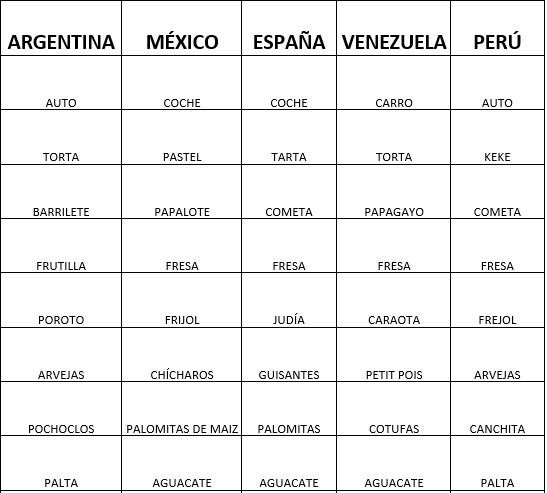 ARGENTINA MÉXICO ESPAÑA VENEZUELA PERÚ
AUTO COCHE COCHE CARRO AUTO
TORTA PASTEL TARTA TORTA KEKE
BARRILETE PAPALOTE COMETA PAPAGAYO COMETA
FRUTILLA FRESA FRESA FRESA FRESA
POROTO FRIJOL JUDÍA CARAOTA FREJOL
ARVEJAS CHÍCHAROS GUISANTES PETIT POIS ARVEJAS
POCHOCLOS PALOMITAS DE MAIZ PALOMITAS COTUFAS CANCHITA
PALTA AGUACATE AGUACATE AGUACATE PALTA